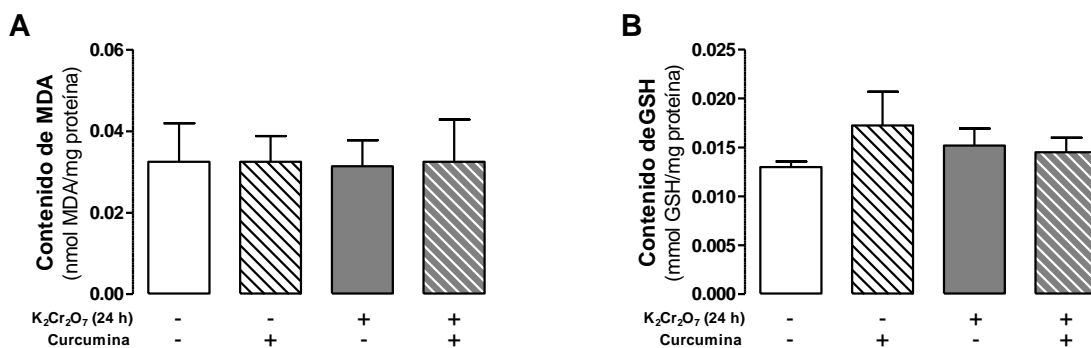 A
Contenido de MDA
(nmol MDA/mg proteína)
0.06
0.04
0.02
0.00
K₂Cr₂O₇ (24 h) - - + +
Curcumina - + - +
B
Contenido deGSH
(mmol GSH/mg proteína)
0.025
0.020
0.015
0.010
0.005
0.000
K₂Cr₂O₇ (24 h) - - + +
Curcumina - + - +